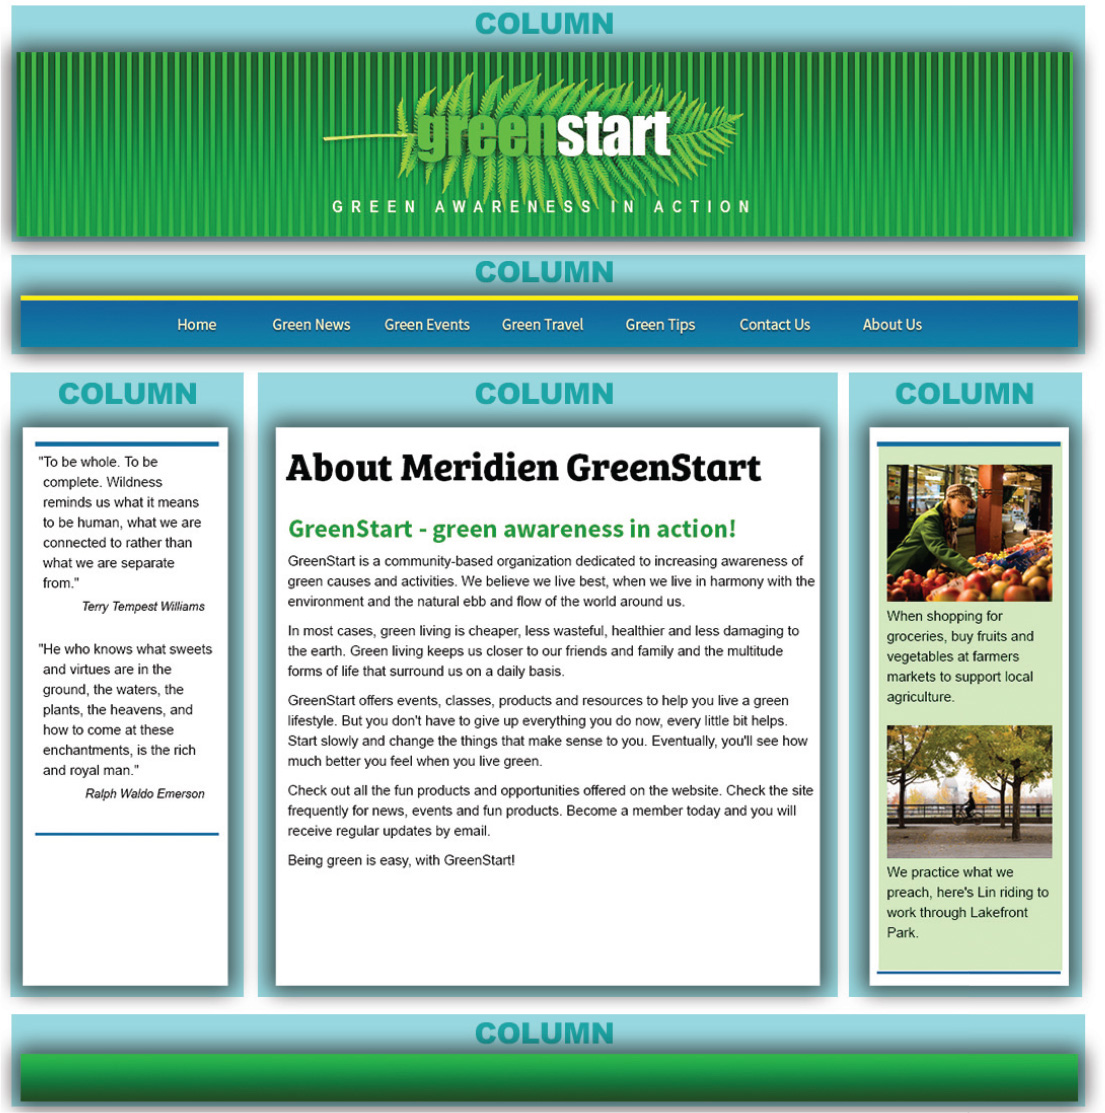 COLUMN
greenstart
GREEN AWARENESS IN ACTION
COLUMN
Home Green News Green Events Green Travel Green Tips Contact Us About Us
COLUMN
"To be whole. To be
complete. Wildness
reminds us what it means
to be human, what we are
connected to rather than
what we are separate
from."
Terry Tempest Williams
"He who knows what sweets
and virtues are in the
ground, the waters, the
plants, the heavens, and
how to come at these
enchantments, is the rich
and royal man."
Ralph Waldo Emerson
COLUMN
About Meridien GreenStart
GreenStart - green awareness in action!
GreenStart is a community-based organization dedicated to increasing awareness of
green causes and activities. We believe we live best, when we live in harmony with the
environment and the natural ebb and flow of the world around us.
In most cases, green living is cheaper, less wasteful, healthier and less damaging to
the earth. Green living keeps us closer to our friends and family and the multitude
forms of life that surround us on a daily basis.
GreenStart offers events, classes, products and resources to help you live a green
lifestyle. But you don't have to give up everything you do now, every little bit helps.
Start slowly and change the things that make sense to you. Eventually, you'll see how
much better you feel when you live green.
Check out all the fun products and opportunities offered on the website. Check the site
frequently for news, events and fun products. Become a member today and you will
receive regular updates by email.
Being green is easy, with GreenStart!
COLUMN
When shopping for
groceries, buy fruits and
vegetables at farmers
markets to support local
agriculture.
We practice what we
preach, here's Lin riding to
work through Lakefront
Park.
COLUMN